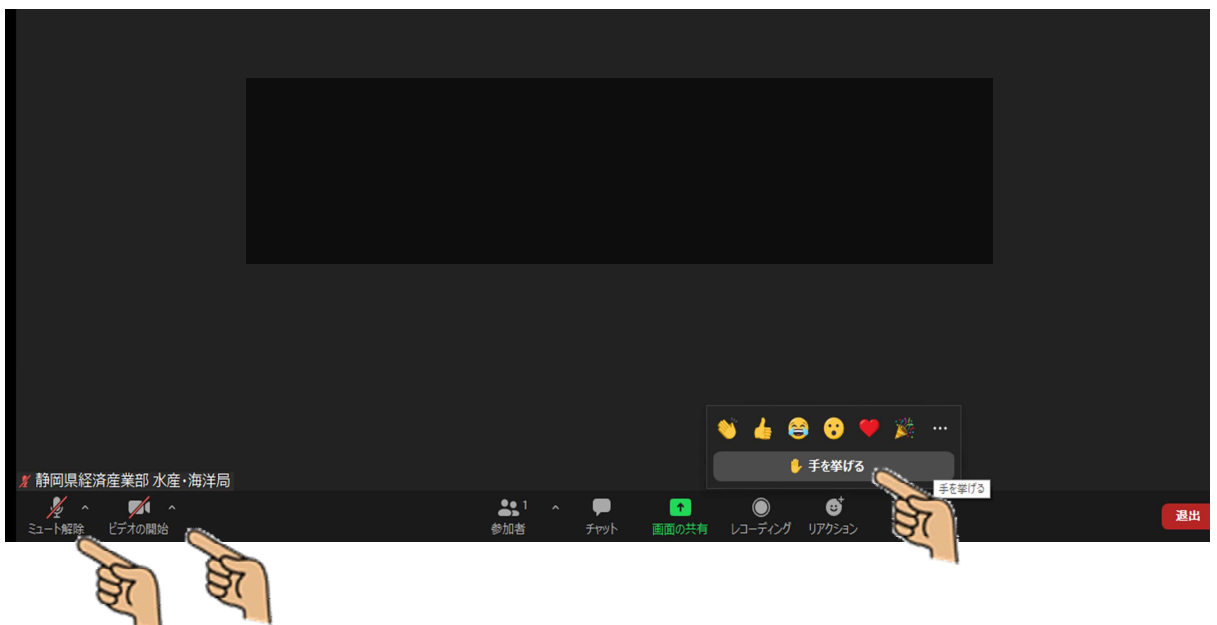 ✋ 手を挙げる
手を挙げる
静岡県経済産業部 水産・海洋局
ミュート解除
ビデオの開始
1
参加者
チャット
画面の共有
レコーディング
リアクション
退出